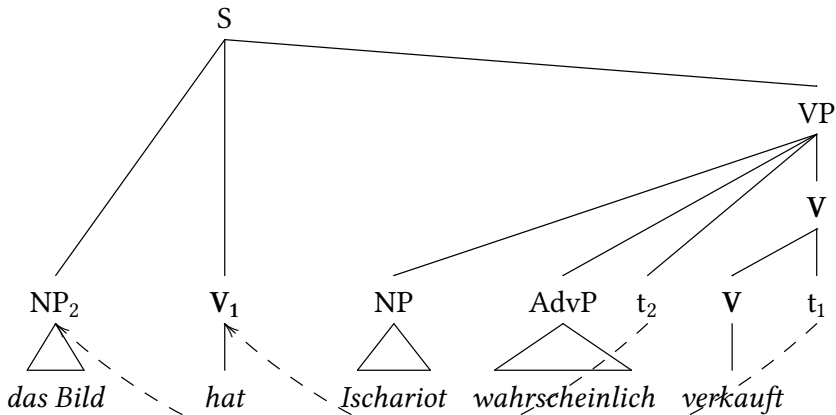 S
VP
V
NP₂ V₁ NP AdvP t₂ V t₁
das Bild hat Ischariot wahrscheinlich verkauft